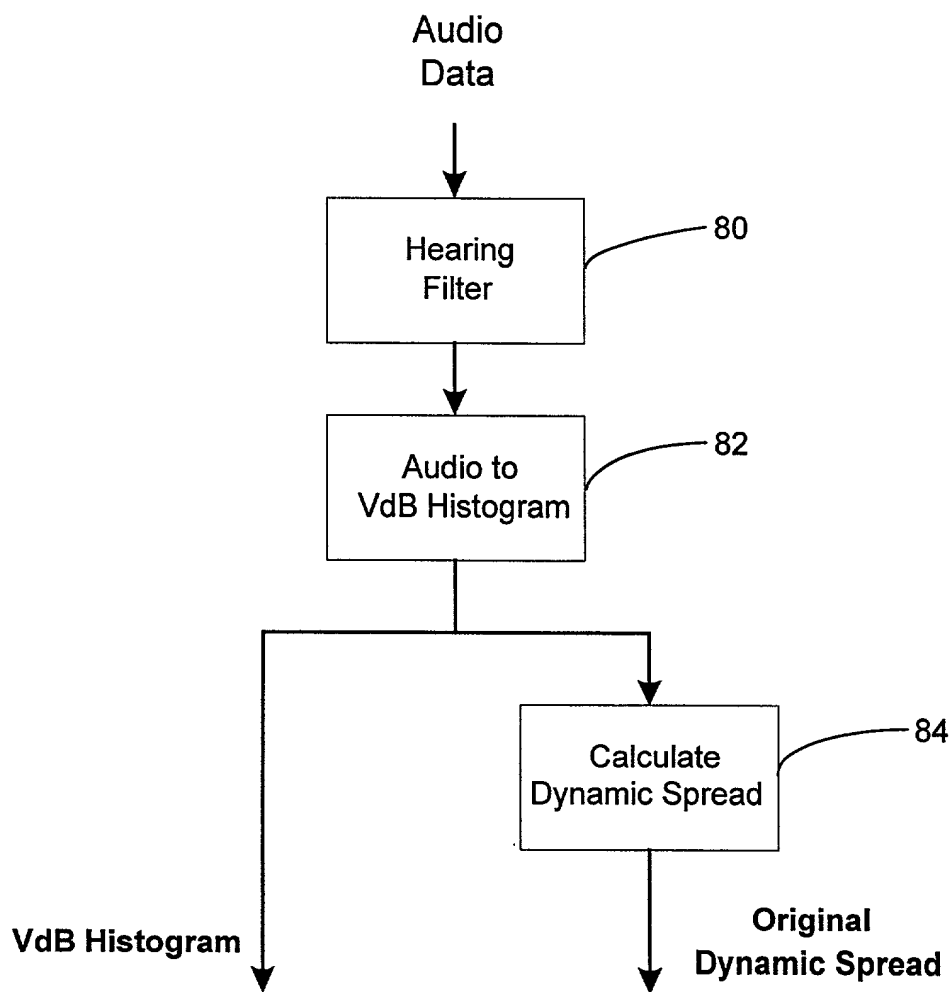 Audio
Data
Hearing
Filter
80
Audio to
VdB Histogram
82
Calculate
Dynamic Spread
84
VdB Histogram
Original
Dynamic Spread